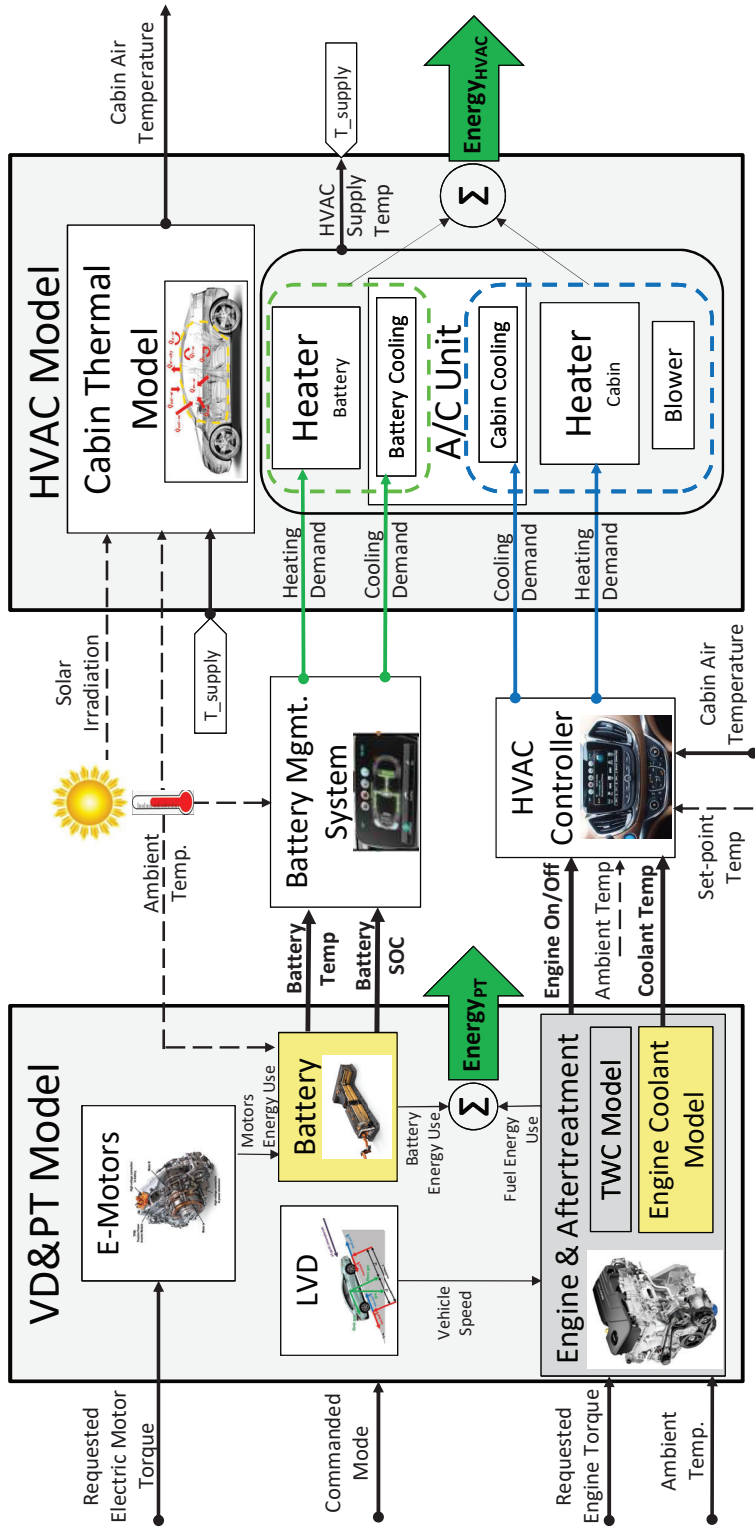 Requested
Electric Motor
Torque
Commanded
Mode
Requested
Engine Torque
Ambient
Temp.
VD&PT Model
E-Motors
Motors
Energy Use
Battery
LVD
Vehicle
Speed
Battery
Energy Use
Σ
Energy_PT
Fuel Energy
Use
Engine & Aftertreatment
TWC Model
Engine Coolant
Model
Ambient
Temp.
Solar
Irradiation
T_supply
Battery
Temp
Battery
SOC
Battery Mgmt.
System
Engine On/Off
Ambient Temp
Coolant Temp
HVAC
Controller
Set-point
Temp
Cabin Air
Temperature
Heating
Demand
Cooling
Demand
Cooling
Demand
Heating
Demand
HVAC Model
Cabin Thermal
Model
Heater
Battery
Battery Cooling
A/C Unit
Cabin Cooling
Heater
Cabin
Blower
HVAC
Supply
Temp
T_supply
Σ
Energy_HVAC
Cabin Air
Temperature